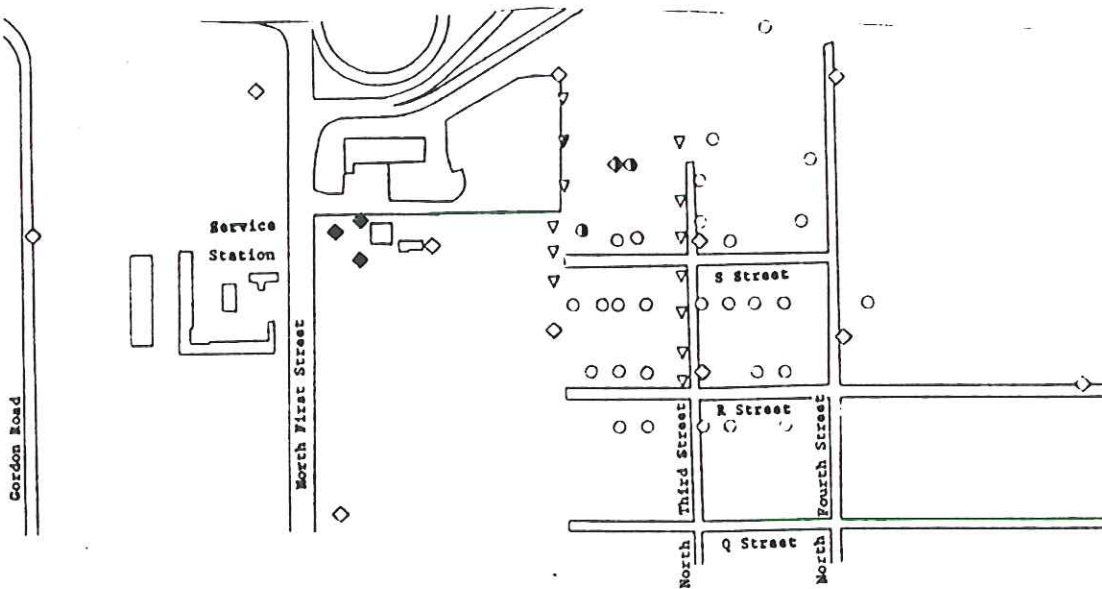 Service
Station
S Street
Gordon Road
North First Street
R Street
North Third Street
North Fourth Street
Q Street